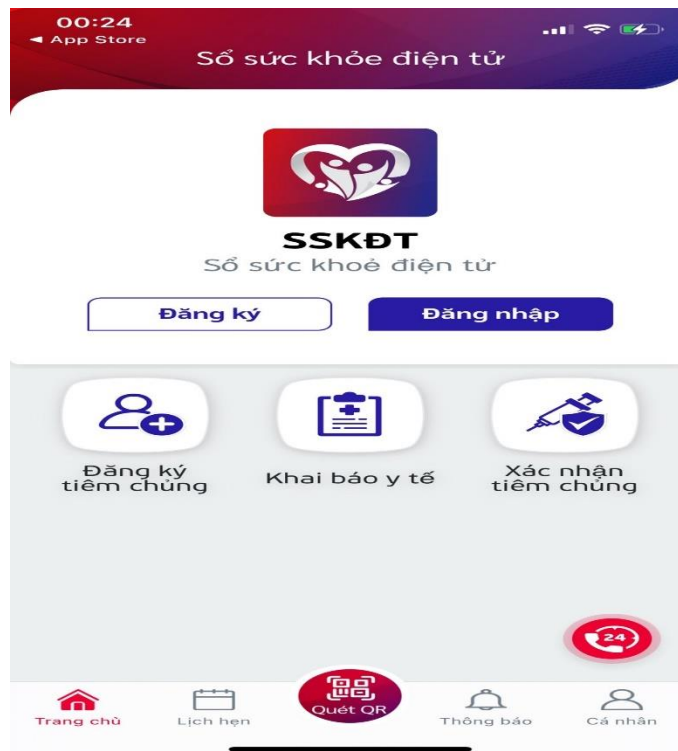 00:24
◄ App Store
Sổ sức khỏe điện tử
SSKĐT
Sổ sức khoẻ điện tử
Đăng ký
Đăng nhập
Đăng ký
tiêm chủng
Khai báo y tế
Xác nhận
tiêm chủng
24
Trang chủ
Lịch hẹn
Quét QR
Thông báo
Cá nhân